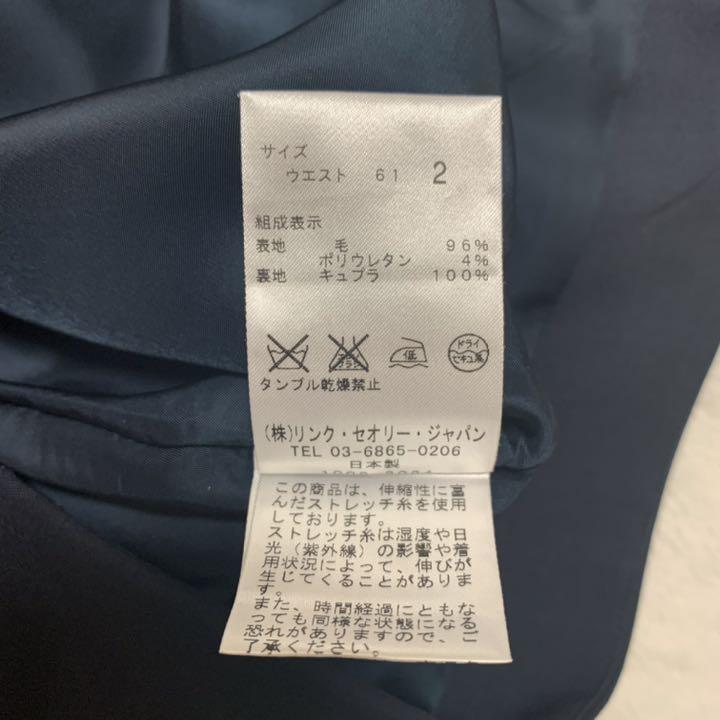 サイズ
ウエスト 61 2
組成表示
表地 毛 96%
ポリウレタン 4%
裏地 キュプラ 100%
低
ドライ
セキユ系
タンブル乾燥禁止
(株)リンク・セオリー・ジャパン
TEL 03-6865-0206
日本製
この商品は、伸縮性に富
んだストレッチ糸を使用
しております。
ストレッチ糸は湿度や日
光(紫外線)の影響や着
用状況によって、伸びが
生じてくることがありま
す。
また、時間経過にともな
っても同様な状態になる
恐れがありますので、ご
了承ください。